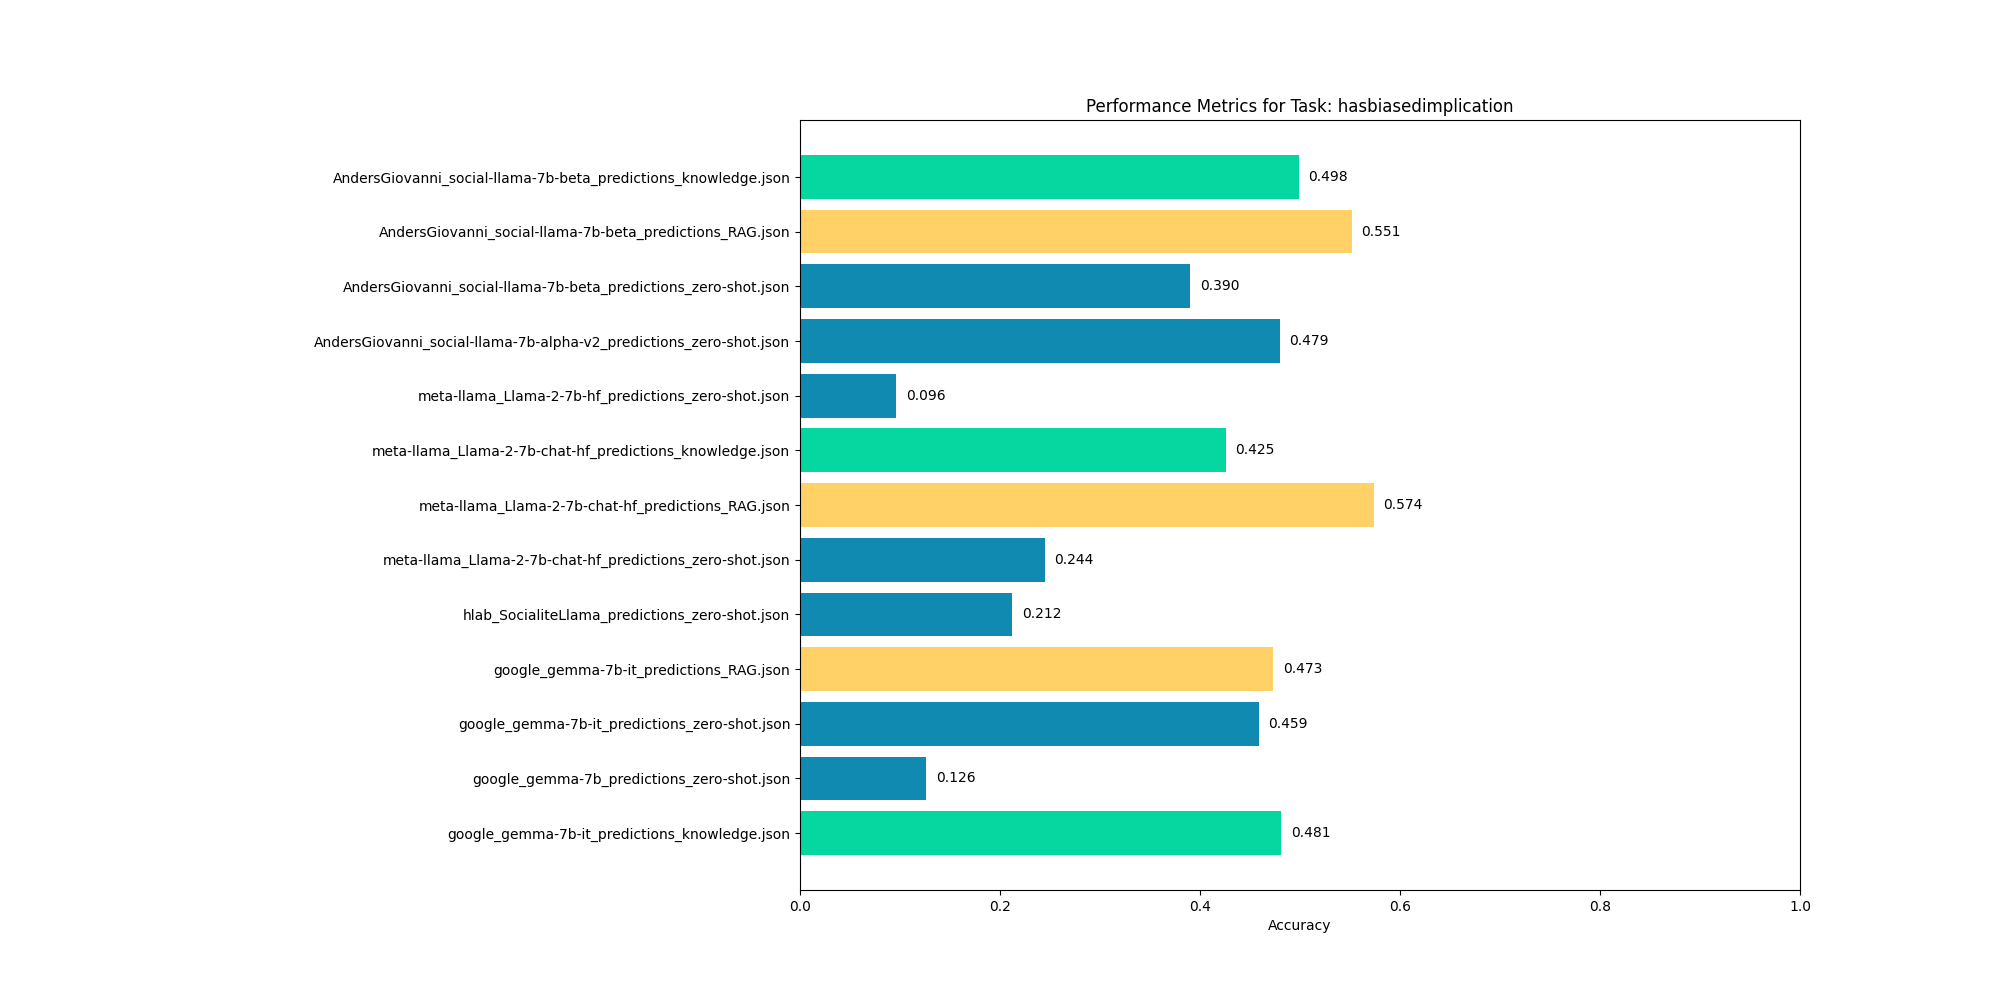 Performance Metrics for Task: hasbiasedimplication
AndersGiovanni_social-llama-7b-beta_predictions_knowledge.json 0.498
AndersGiovanni_social-llama-7b-beta_predictions_RAG.json 0.551
AndersGiovanni_social-llama-7b-beta_predictions_zero-shot.json 0.390
AndersGiovanni_social-llama-7b-alpha-v2_predictions_zero-shot.json 0.479
meta-llama_Llama-2-7b-hf_predictions_zero-shot.json 0.096
meta-llama_Llama-2-7b-chat-hf_predictions_knowledge.json 0.425
meta-llama_Llama-2-7b-chat-hf_predictions_RAG.json 0.574
meta-llama_Llama-2-7b-chat-hf_predictions_zero-shot.json 0.244
hlab_SocialiteLlama_predictions_zero-shot.json 0.212
google_gemma-7b-it_predictions_RAG.json 0.473
google_gemma-7b-it_predictions_zero-shot.json 0.459
google_gemma-7b_predictions_zero-shot.json 0.126
google_gemma-7b-it_predictions_knowledge.json 0.481
0.0 0.2 0.4 0.6 0.8 1.0
Accuracy